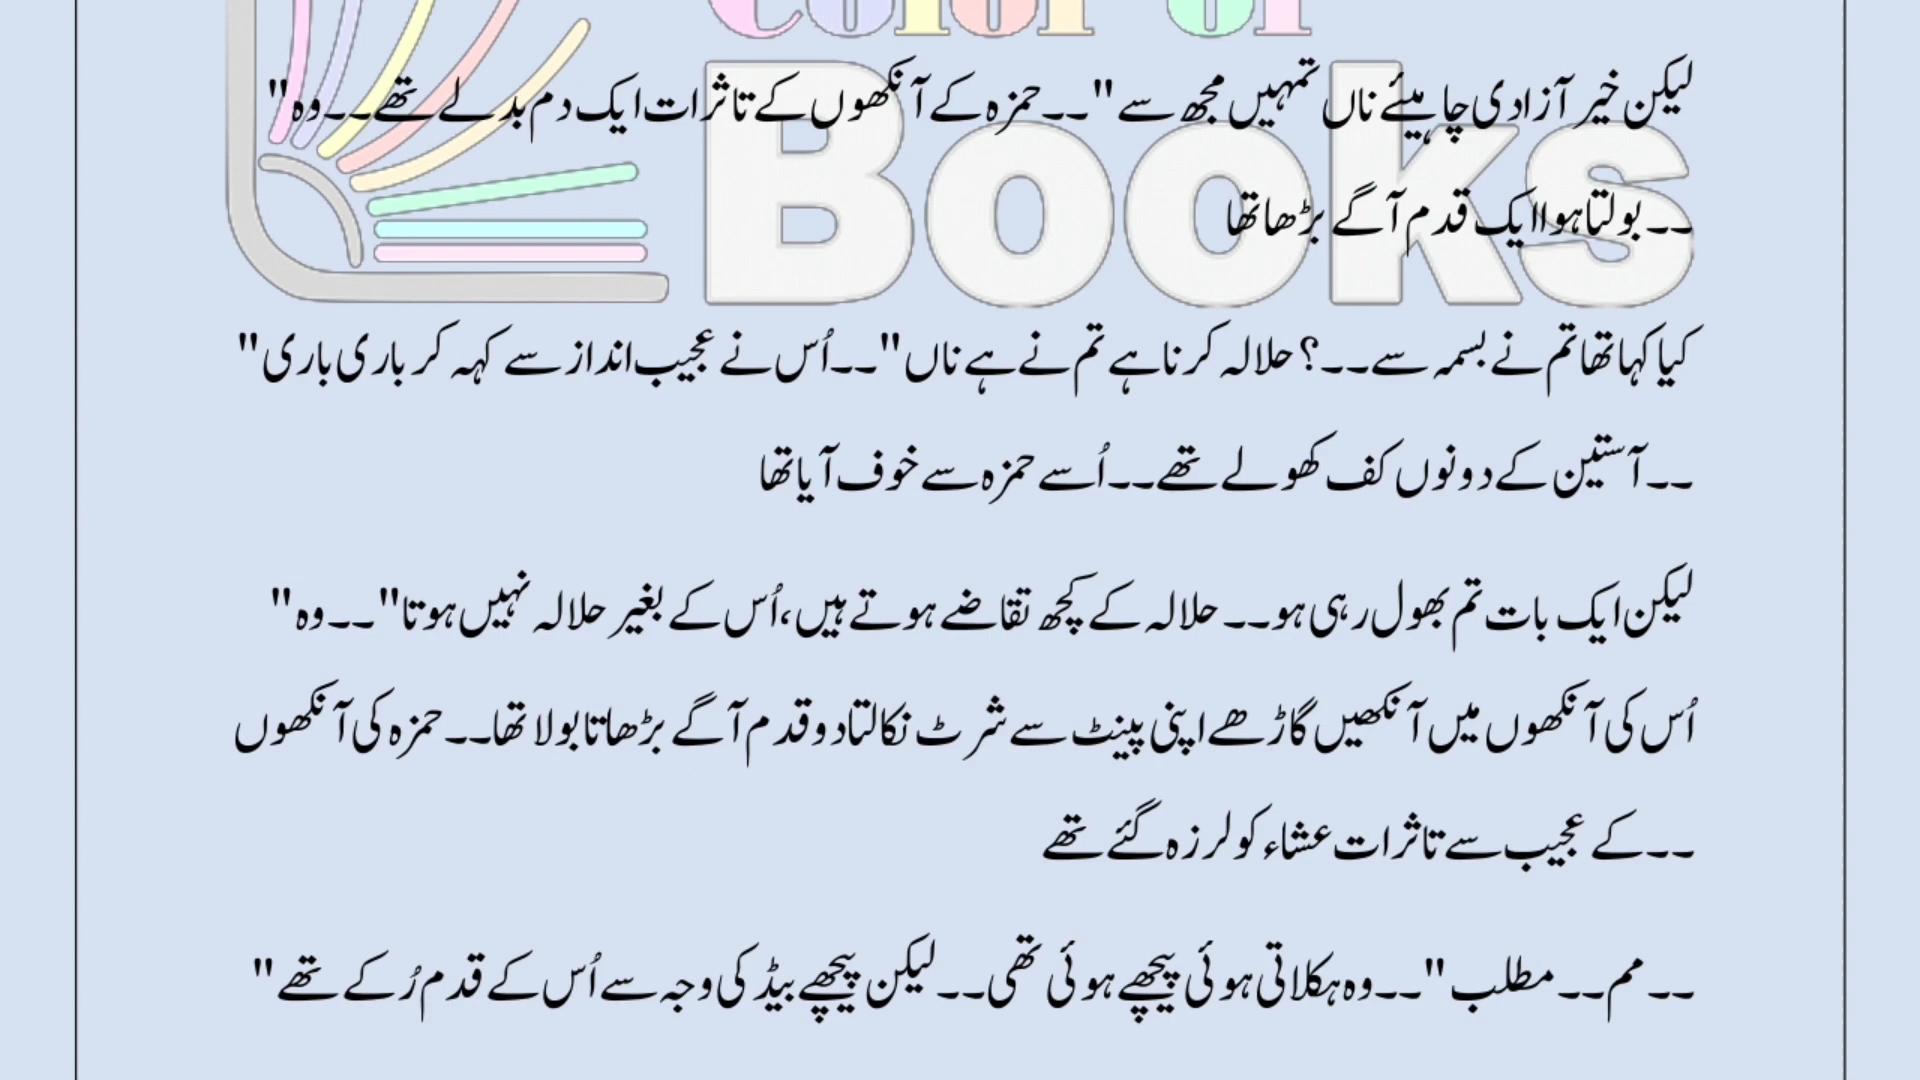 Color of
Books
لیکن خیر آزادی چاہیئے ناں تمہیں مجھ سے"۔۔حمزہ کے آنکھوں کے تاثرات ایک دم بدلے تھے۔۔وہ"
۔۔بولتا ہوا ایک قدم آگے بڑھا تھا
کیا کہا تھا تم نے بسمہ سے۔۔؟حلالہ کرنا ہے تم نے ہے ناں"۔۔اُس نے عجیب انداز سے کہہ کر باری باری"
۔۔آستین کے دونوں کف کھولے تھے۔۔اُسے حمزہ سے خوف آیا تھا
لیکن ایک بات تم بھول رہی ہو۔۔حلالہ کے کچھ تقاضے ہوتے ہیں،اُس کے بغیر حلالہ نہیں ہوتا"۔۔وہ"
اُس کی آنکھوں میں آنکھیں گاڑھے اپنی پینٹ سے شرٹ نکالتا دو قدم آگے بڑھاتا بولا تھا۔۔حمزہ کی آنکھوں
۔۔کے عجیب سے تاثرات عشاء کو لرزہ گئے تھے
۔۔مم۔۔مطلب"۔۔وہ ہکلاتی ہوئی پیچھے ہوئی تھی۔۔لیکن پیچھے بیڈ کی وجہ سے اُس کے قدم رُکے تھے"